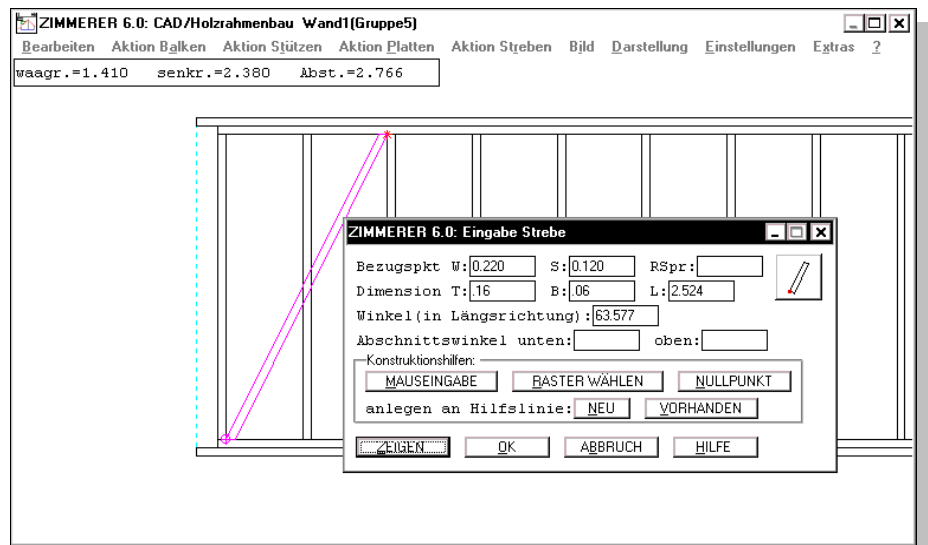 ZIMMERER 6.0: CAD/Holzrahmenbau Wand1(Gruppe5)
Bearbeiten Aktion Balken Aktion Stützen Aktion Platten Aktion Streben Bild Darstellung Einstellungen Extras ?
waagr.=1.410 senkr.=2.380 Abst.=2.766
ZIMMERER 6.0: Eingabe Strebe
Bezugspkt W: 0.220 S: 0.120 RSpr:
Dimension T: .16 B: .06 L: 2.524
Winkel(in Längsrichtung): 63.577
Abschnittswinkel unten: oben:
Konstruktionshilfen:
MAUSEINGABE RASTER WÄHLEN NULLPUNKT
anlegen an Hilfslinie: NEU VORHANDEN
ZEIGEN OK ABBRUCH HILFE